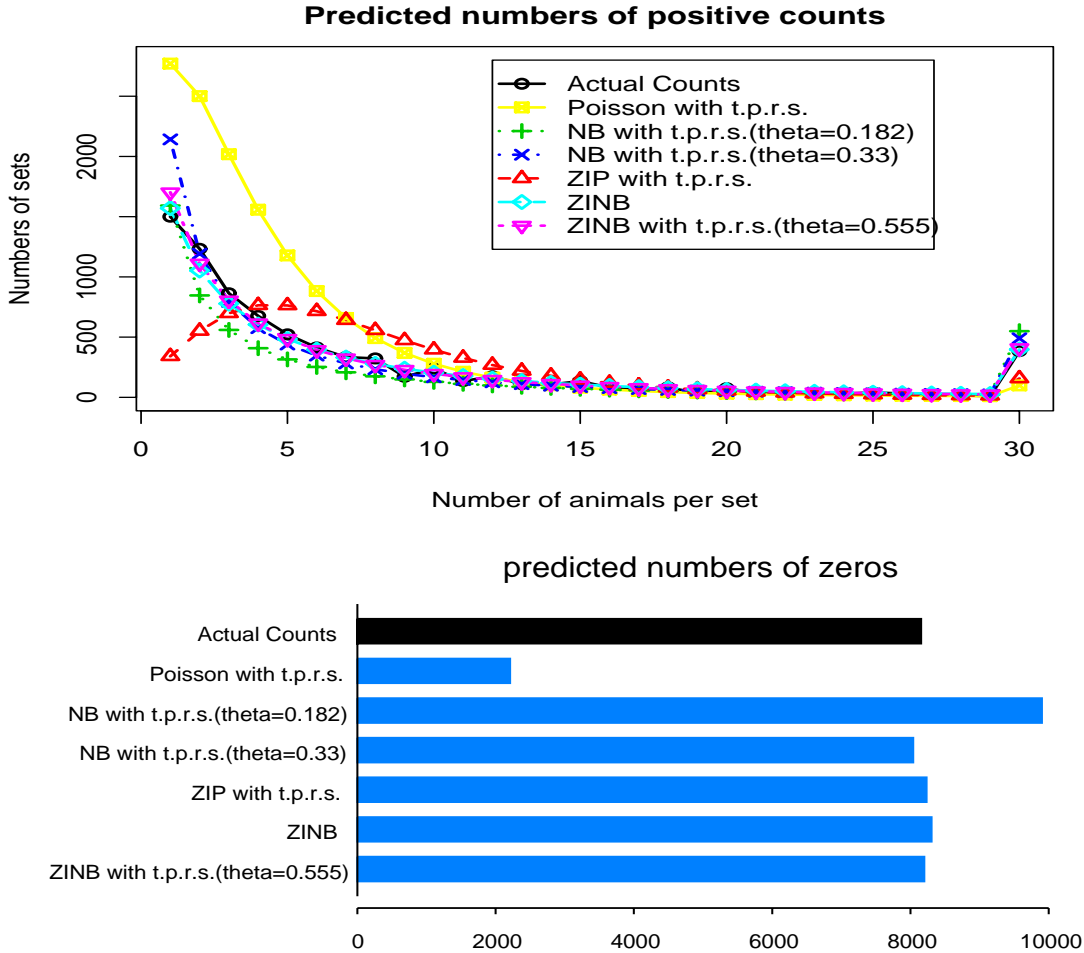 Predicted numbers of positive counts
Numbers of sets
0
500
1000
2000
Actual Counts
Poisson with t.p.r.s.
NB with t.p.r.s.(theta=0.182)
NB with t.p.r.s.(theta=0.33)
ZIP with t.p.r.s.
ZINB
ZINB with t.p.r.s.(theta=0.555)
0 5 10 15 20 25 30
Number of animals per set
predicted numbers of zeros
Actual Counts
Poisson with t.p.r.s.
NB with t.p.r.s.(theta=0.182)
NB with t.p.r.s.(theta=0.33)
ZIP with t.p.r.s.
ZINB
ZINB with t.p.r.s.(theta=0.555)
0 2000 4000 6000 8000 10000